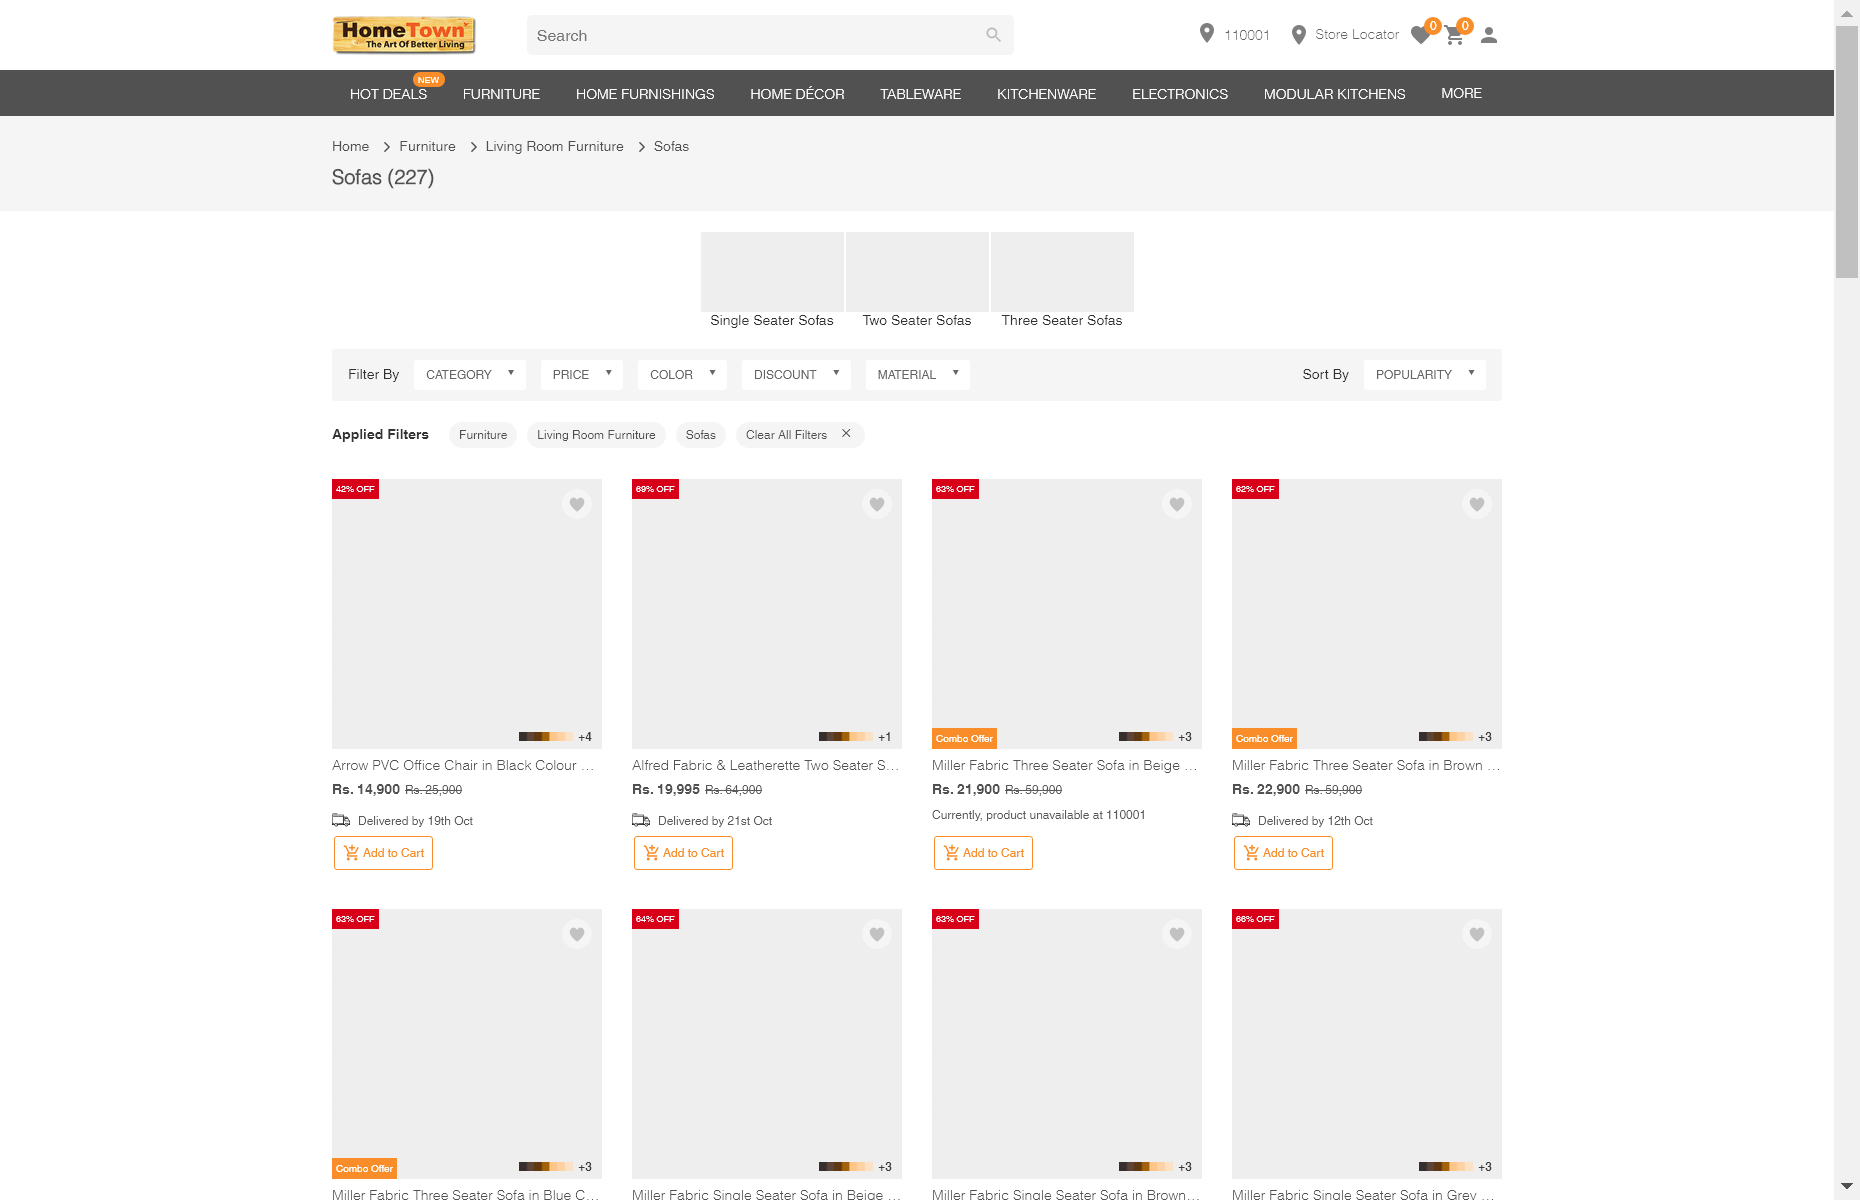 HomeTown
The Art Of Better Living
Search
110001
Store Locator
0
0
HOT DEALS
NEW
FURNITURE
HOME FURNISHINGS
HOME DÉCOR
TABLEWARE
KITCHENWARE
ELECTRONICS
MODULAR KITCHENS
MORE
Home
Furniture
Living Room Furniture
Sofas
Sofas (227)
Single Seater Sofas
Two Seater Sofas
Three Seater Sofas
Filter By
CATEGORY
PRICE
COLOR
DISCOUNT
MATERIAL
Sort By
POPULARITY
Applied Filters
Furniture
Living Room Furniture
Sofas
Clear All Filters
42% OFF
+4
Arrow PVC Office Chair in Black Colour ...
Rs. 14,900 Rs. 25,900
Delivered by 19th Oct
Add to Cart
69% OFF
+1
Alfred Fabric & Leatherette Two Seater S...
Rs. 19,995 Rs. 64,900
Delivered by 21st Oct
Add to Cart
63% OFF
Combo Offer
+3
Miller Fabric Three Seater Sofa in Beige ...
Rs. 21,900 Rs. 59,900
Currently, product unavailable at 110001
Add to Cart
62% OFF
Combo Offer
+3
Miller Fabric Three Seater Sofa in Brown ...
Rs. 22,900 Rs. 59,900
Delivered by 12th Oct
Add to Cart
63% OFF
Combo Offer
+3
Miller Fabric Three Seater Sofa in Blue C...
64% OFF
+3
Miller Fabric Single Seater Sofa in Beige ...
63% OFF
+3
Miller Fabric Single Seater Sofa in Brown...
66% OFF
+3
Miller Fabric Single Seater Sofa in Grey ...